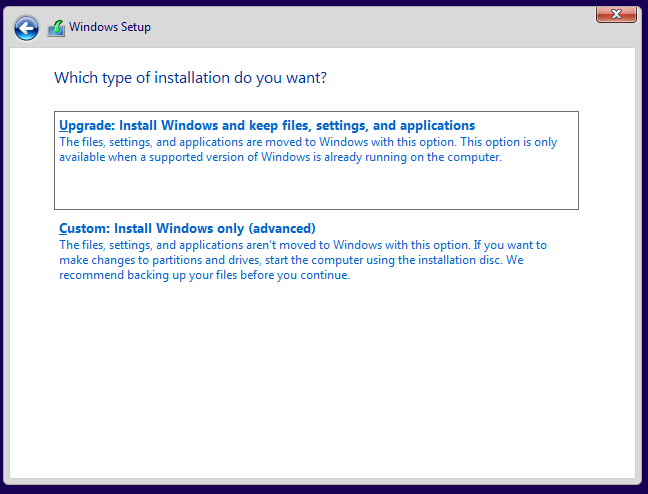 Windows Setup
Which type of installation do you want?
Upgrade: Install Windows and keep files, settings, and applications
The files, settings, and applications are moved to Windows with this option. This option is only
available when a supported version of Windows is already running on the computer.
Custom: Install Windows only (advanced)
The files, settings, and applications aren't moved to Windows with this option. If you want to
make changes to partitions and drives, start the computer using the installation disc. We
recommend backing up your files before you continue.